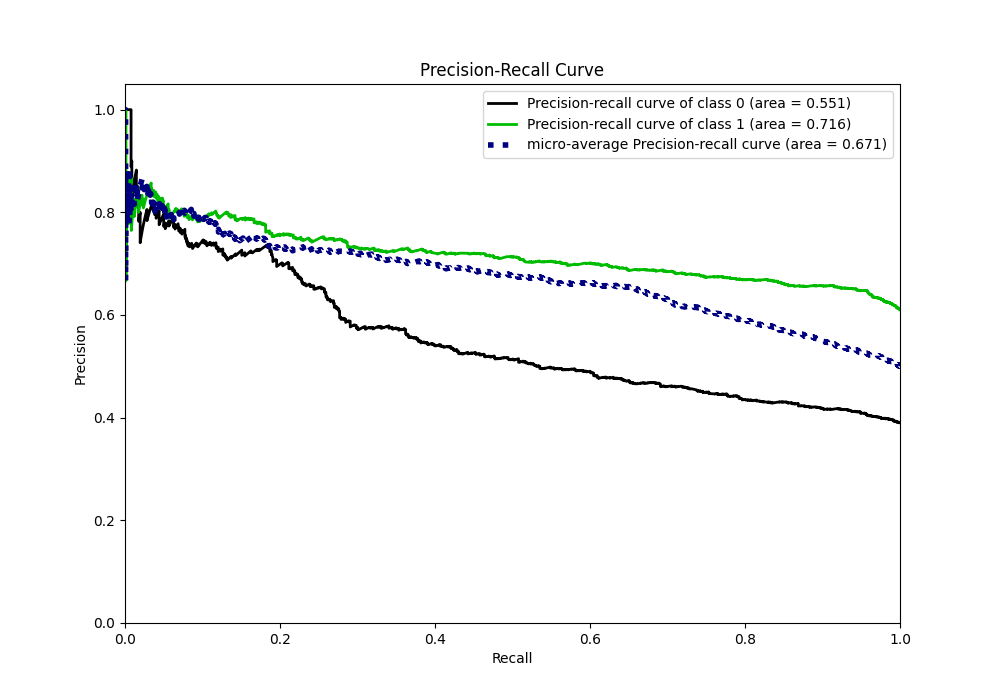 Precision-Recall Curve
Precision-recall curve of class 0 (area = 0.551)
Precision-recall curve of class 1 (area = 0.716)
micro-average Precision-recall curve (area = 0.671)
1.0
0.8
0.6
0.4
0.2
0.0
Precision
0.0 0.2 0.4 0.6 0.8 1.0
Recall